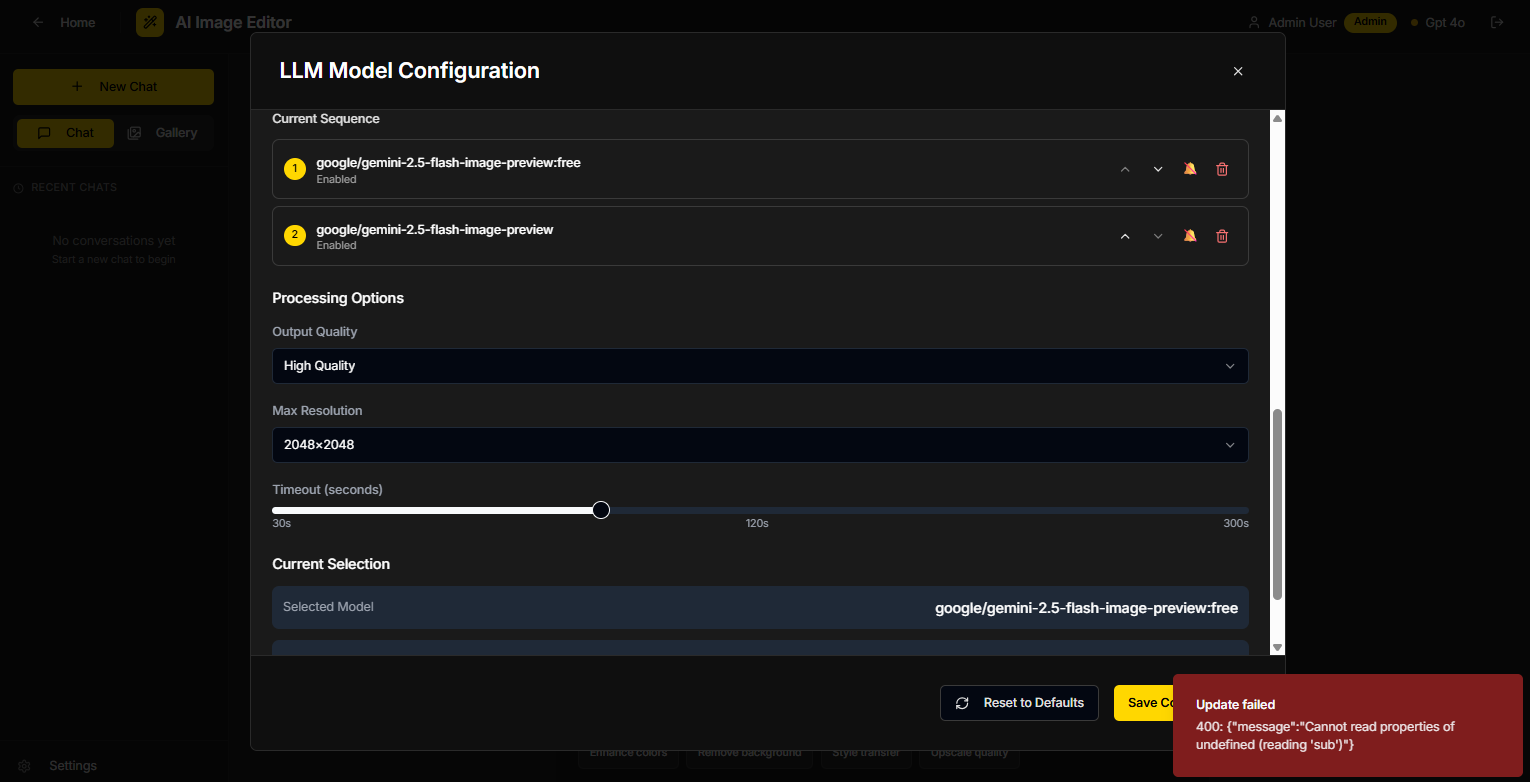 Home
AI Image Editor
Admin User
Admin
Gpt 4o
New Chat
Chat
Gallery
RECENT CHATS
No conversations yet
Start a new chat to begin
Settings
LLM Model Configuration
Current Sequence
1
google/gemini-2.5-flash-image-preview:free
Enabled
2
google/gemini-2.5-flash-image-preview
Enabled
Processing Options
Output Quality
High Quality
Max Resolution
2048×2048
Timeout (seconds)
30s 120s 300s
Current Selection
Selected Model google/gemini-2.5-flash-image-preview:free
Reset to Defaults
Save Co
Enhance colors
Remove background
Style transfer
Upscale quality
Update failed
400: {"message":"Cannot read properties of
undefined (reading 'sub')"}